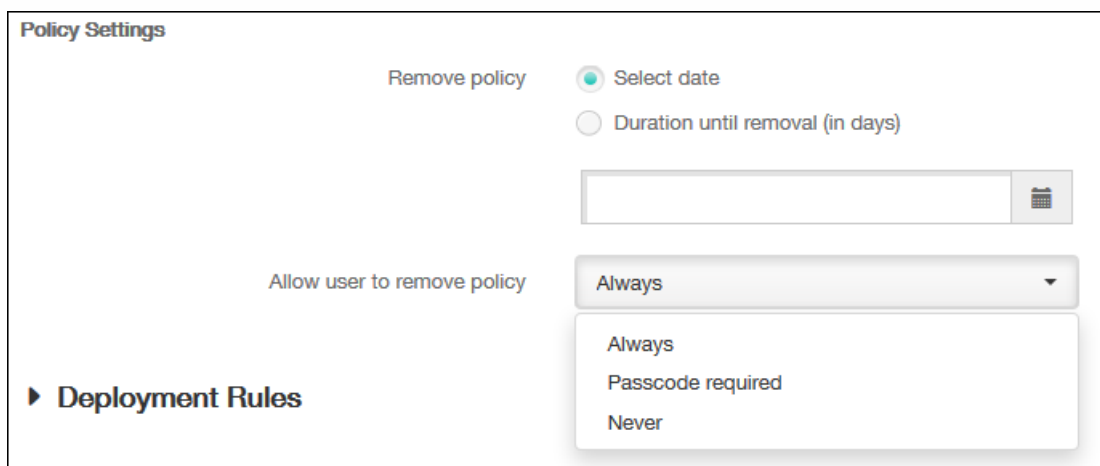 Policy Settings
Remove policy
Select date
Duration until removal (in days)
Allow user to remove policy
Always
Always
Passcode required
Never
Deployment Rules